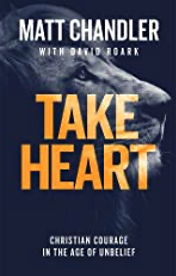 MATT CHANDLER
WITH DAVID ROARK
TAKE
HEART
CHRISTIAN COURAGE
IN THE AGE OF UNBELIEF